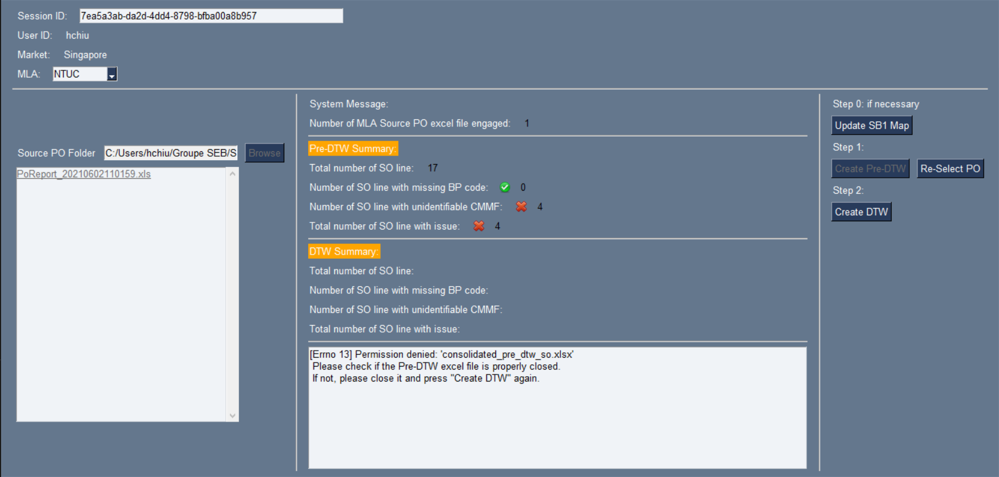 Session ID: 7ea5a3ab-da2d-4dd4-8798-bfba00a8b957
User ID: hchiu
Market: Singapore
MLA: NTUC
Source PO Folder C:/Users/hchiu/Groupe SEB/S Browse
PoReport_20210602110159.xls
System Message:
Number of MLA Source PO excel file engaged: 1
Pre-DTW Summary:
Total number of SO line: 17
Number of SO line with missing BP code: 0
Number of SO line with unidentifiable CMMF: 4
Total number of SO line with issue: 4
DTW Summary:
Total number of SO line:
Number of SO line with missing BP code:
Number of SO line with unidentifiable CMMF:
Total number of SO line with issue:
[Errno 13] Permission denied: 'consolidated_pre_dtw_so.xlsx'
Please check if the Pre-DTW excel file is properly closed.
If not, please close it and press "Create DTW" again.
Step 0: if necessary
Update SB1 Map
Step 1:
Create Pre-DTW Re-Select PO
Step 2:
Create DTW